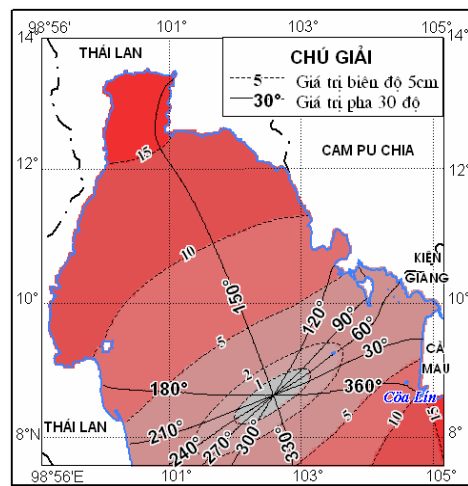 98°56' 101° 103° 105°
14°
THÁI LAN
CHÚ GIẢI
5 Giá trị biên độ 5cm
30° Giá trị pha 30 độ
14°
15
CAM PU CHIA
12°
12°
10
KIÊN
GIANG
150°
120°
90°
60°
10°
10°
5
30°
CÀ
MAU
2
1
180°
360°
Cöa Lín
210°
5
10
15
THÁI LAN
240°
270°
300°
330°
8°N
8°
98°56' 101° 103° 105°